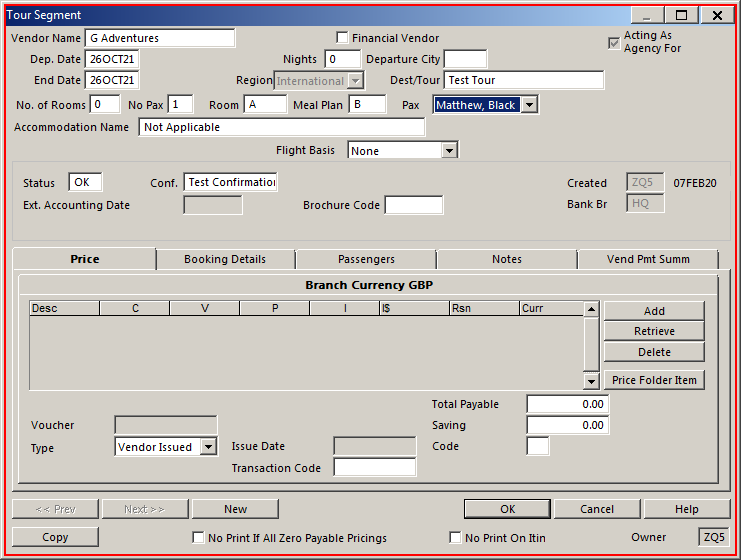 Tour Segment
Vendor Name G Adventures Financial Vendor Acting As Agency For
Dep. Date 26OCT21 Nights 0 Departure City
End Date 26OCT21 Region International Dest/Tour Test Tour
No. of Rooms 0 No Pax 1 Room A Meal Plan B Pax Matthew, Black
Accommodation Name Not Applicable
Flight Basis None
Status OK Conf. Test Confirmation Created ZQ5 07FEB20
Ext. Accounting Date Brochure Code Bank Br HQ
Price Booking Details Passengers Notes Vend Pmt Summ
Branch Currency GBP
Desc C V P I I$ Rsn Curr
Add
Retrieve
Delete
Price Folder Item
Total Payable 0.00
Voucher Saving 0.00
Type Vendor Issued Issue Date Code
Transaction Code
<< Prev Next >> New OK Cancel Help
Copy No Print If All Zero Payable Pricings No Print On Itin Owner ZQ5